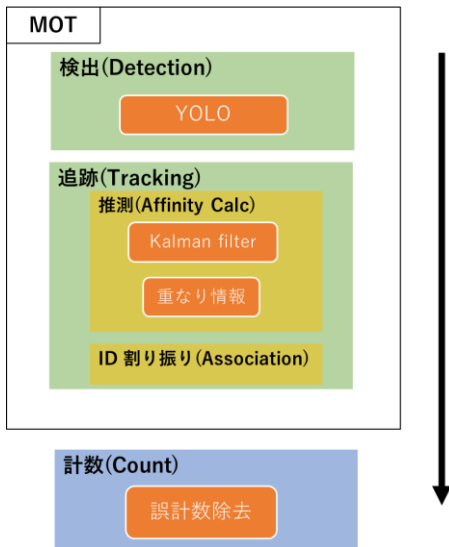 MOT
検出(Detection)
YOLO
追跡(Tracking)
推測(Affinity Calc)
Kalman filter
重なり情報
ID 割り振り(Association)
計数(Count)
誤計数除去